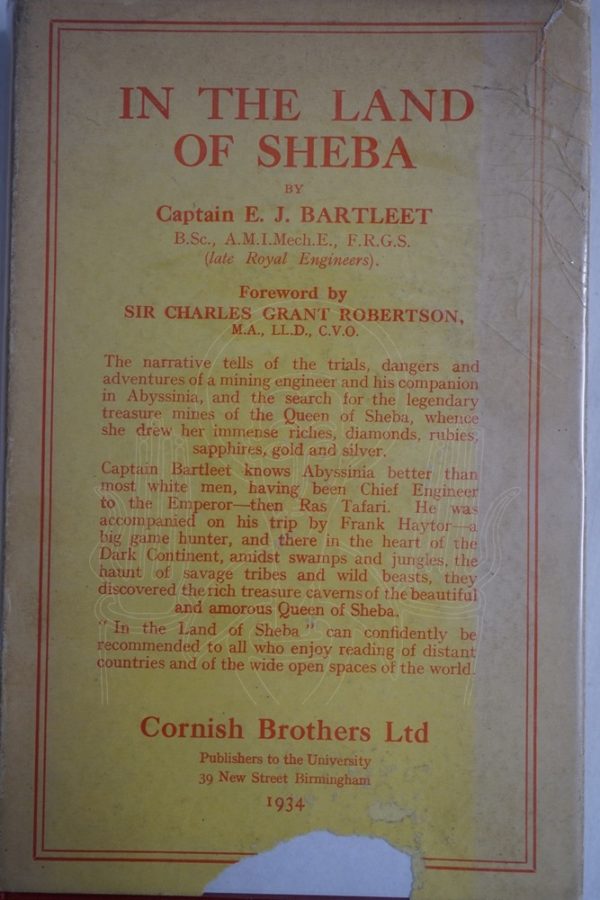 IN THE LAND
OF SHEBA
BY
Captain E. J. BARTLEET
B.Sc., A.M.I.Mech.E., F.R.G.S.
(late Royal Engineers).
Foreword by
SIR CHARLES GRANT ROBERTSON,
M.A., LL.D., C.V.O.
The narrative tells of the trials, dangers and
adventures of a mining engineer and his companion
in Abyssinia, and the search for the legendary
treasure mines of the Queen of Sheba, whence
she drew her immense riches, diamonds, rubies,
sapphires, gold and silver.
Captain Bartleet knows Abyssinia better than
most white men, having been Chief Engineer
to the Emperor—then Ras Tafari. He was
accompanied on his trip by Frank Haytor—a
big game hunter, and there in the heart of the
Dark Continent, amidst swamps and jungles, the
haunt of savage tribes and wild beasts, they
discovered the rich treasure caverns of the beautiful
and amorous Queen of Sheba.
"In the Land of Sheba" can confidently be
recommended to all who enjoy reading of distant
countries and of the wide open spaces of the world.
Cornish Brothers Ltd
Publishers to the University
39 New Street Birmingham
1934